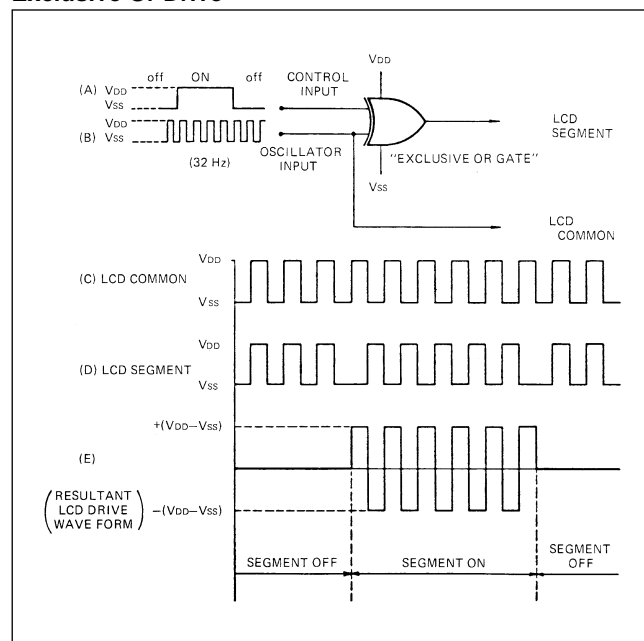 Exclusive Or Drive
VDD
off ON off
(A) VDD
VSS
CONTROL
INPUT
VDD
(B) VSS
(32 Hz)
OSCILLATOR
INPUT
"EXCLUSIVE OR GATE"
VSS
LCD
SEGMENT
LCD
COMMON
VDD
(C) LCD COMMON
VSS
VDD
(D) LCD SEGMENT
VSS
+(VDD−VSS)
(E)
(RESULTANT
LCD DRIVE
WAVE FORM)
−(VDD−VSS)
SEGMENT OFF
SEGMENT ON
SEGMENT
OFF